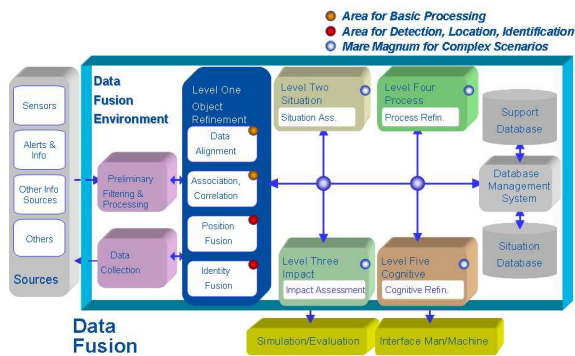 Area for Basic Processing
Area for Detection, Location, Identification
Mare Magnum for Complex Scenarios
Sensors
Alerts &
Info
Other Info
Sources
Others
Sources
Data
Fusion
Environment
Preliminary
Filtering &
Processing
Data
Collection
Level One
Object
Refinement
Data
Alignment
Association,
Correlation
Position
Fusion
Identity
Fusion
Level Two
Situation
Situation Ass.
Level Four
Process
Process Refin.
Level Three
Impact
Impact Assessment
Level Five
Cognitive
Cognitive Refin.
Support
Database
Database
Management
System
Situation
Database
Data
Fusion
Simulation/Evaluation
Interface Man/Machine